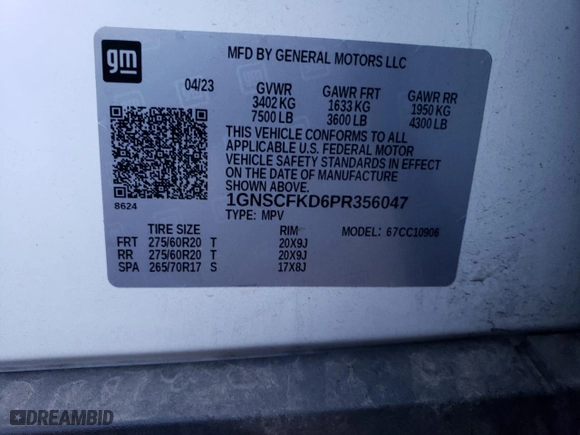 gm
MFD BY GENERAL MOTORS LLC
04/23 GVWR GAWR FRT GAWR RR
3402 KG 1633 KG 1950 KG
7500 LB 3600 LB 4300 LB
THIS VEHICLE CONFORMS TO ALL
APPLICABLE U.S. FEDERAL MOTOR
VEHICLE SAFETY STANDARDS IN EFFECT
ON THE DATE OF MANUFACTURE
SHOWN ABOVE.
8624
1GNSCFKD6PR356047
TYPE: MPV
TIRE SIZE RIM MODEL: 67CC10906
FRT 275/60R20 T 20X9J
RR 275/60R20 T 20X9J
SPA 265/70R17 S 17X8J
DREAMBID